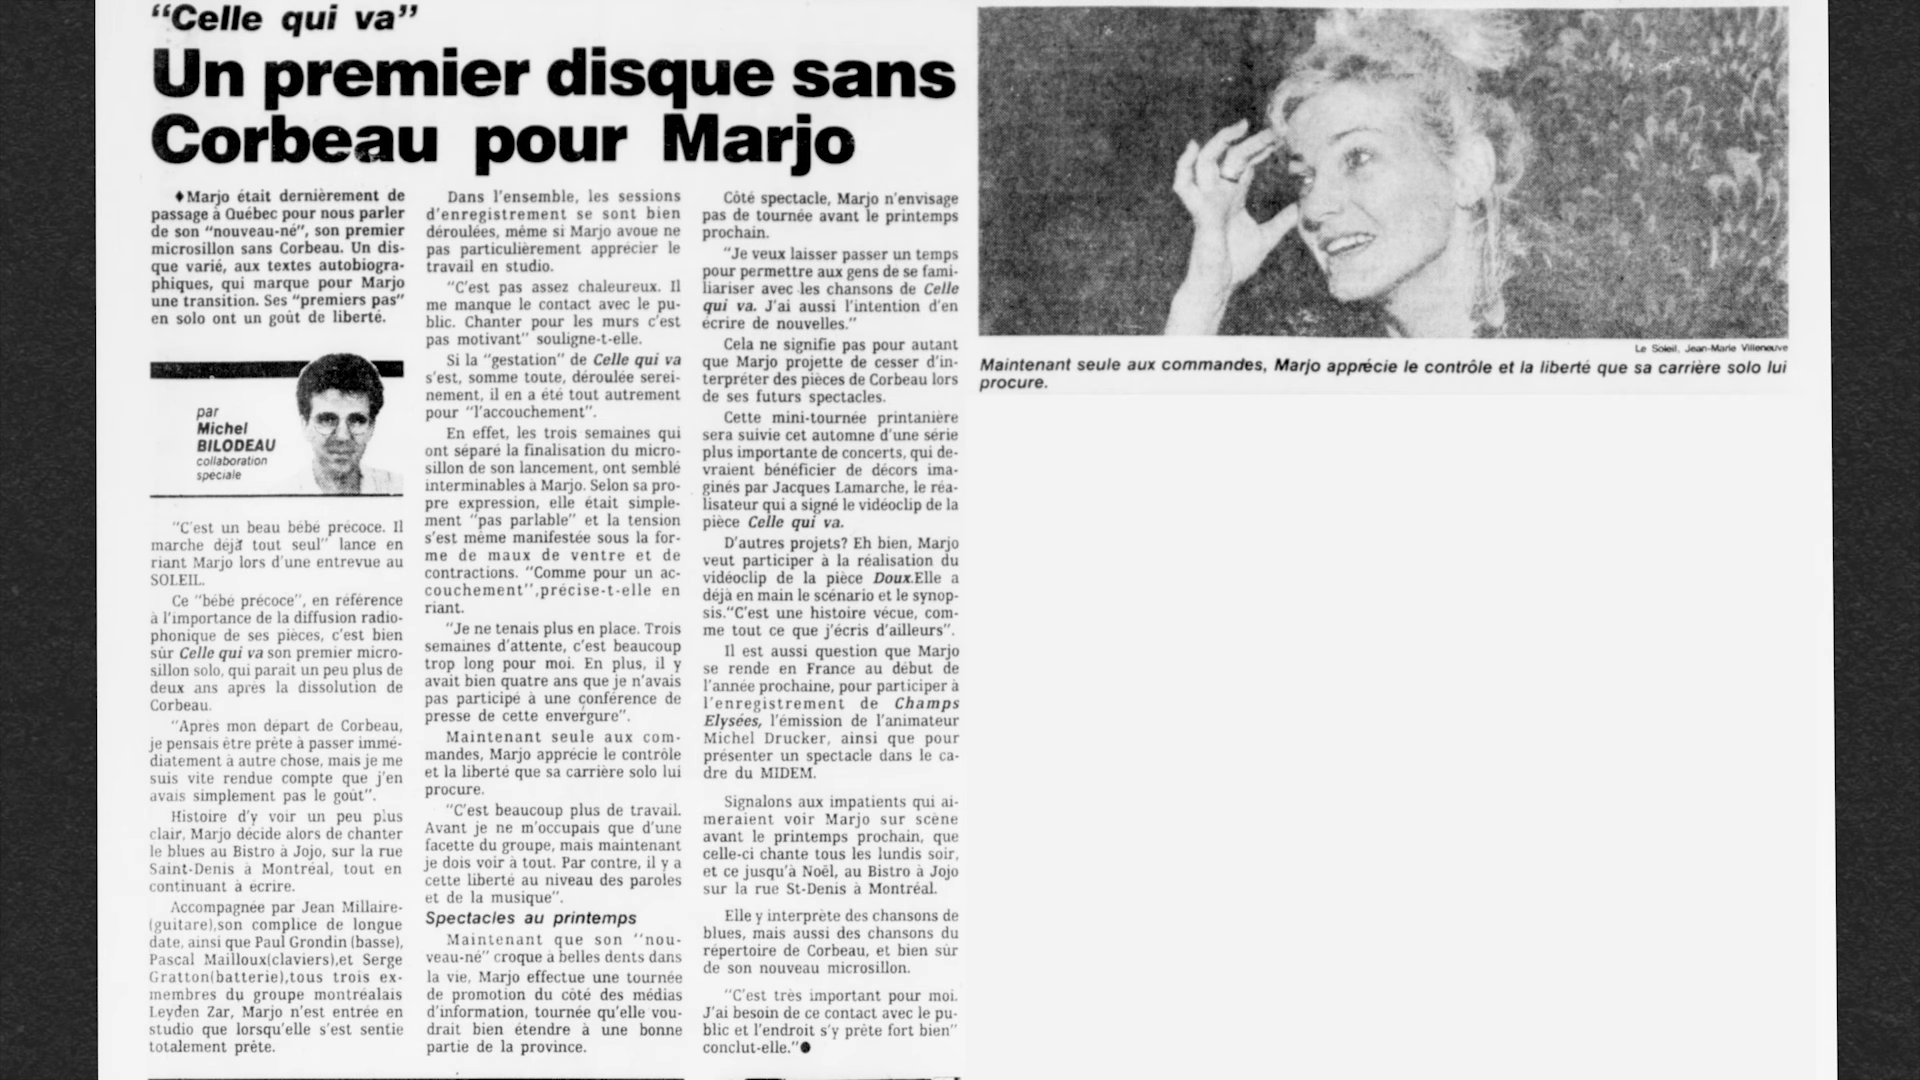 “Celle qui va”
Un premier disque sans
Corbeau pour Marjo
♦Marjo était dernièrement de
passage à Québec pour nous parler
de son “nouveau-né”, son premier
microsillon sans Corbeau. Un dis-
que varié, aux textes autobiogra-
phiques, qui marque pour Marjo
une transition. Ses “premiers pas”
en solo ont un goût de liberté.
par
Michel
BILODEAU
collaboration
spéciale
“C'est un beau bébé précoce. Il
marche déjà tout seul” lance en
riant Marjo lors d'une entrevue au
SOLEIL.
Ce “bébé précoce”, en référence
à l'importance de la diffusion radio-
phonique de ses pièces, c'est bien
sûr Celle qui va son premier micro-
sillon solo, qui paraît un peu plus de
deux ans après la dissolution de
Corbeau.
“Après mon départ de Corbeau,
je pensais être prête à passer immé-
diatement à autre chose, mais je me
suis vite rendue compte que j'en
avais simplement pas le goût”.
Histoire d'y voir un peu plus
clair, Marjo décide alors de chanter
le blues au Bistro à Jojo, sur la rue
Saint-Denis à Montréal, tout en
continuant à écrire.
Accompagnée par Jean Millaire-
(guitare),son complice de longue
date, ainsi que Paul Grondin (basse),
Pascal Mailloux(claviers),et Serge
Gratton(batterie),tous trois ex-
membres du groupe montréalais
Leyden Zar, Marjo n'est entrée en
studio que lorsqu'elle s'est sentie
totalement prête.
Dans l'ensemble, les sessions
d'enregistrement se sont bien
déroulées, même si Marjo avoue ne
pas particulièrement apprécier le
travail en studio.
“C'est pas assez chaleureux. Il
me manque le contact avec le pu-
blic. Chanter pour les murs c'est
pas motivant” souligne-t-elle.
Si la “gestation” de Celle qui va
s'est, somme toute, déroulée serei-
nement, il en a été tout autrement
pour “l'accouchement”.
En effet, les trois semaines qui
ont séparé la finalisation du micro-
sillon de son lancement, ont semblé
interminables à Marjo. Selon sa pro-
pre expression, elle était simple-
ment “pas parlable” et la tension
s'est même manifestée sous la for-
me de maux de ventre et de
contractions. “Comme pour un ac-
couchement”,précise-t-elle en
riant.
“Je ne tenais plus en place. Trois
semaines d'attente, c'est beaucoup
trop long pour moi. En plus, il y
avait bien quatre ans que je n'avais
pas participé à une conférence de
presse de cette envergure”.
Maintenant seule aux com-
mandes, Marjo apprécie le contrôle
et la liberté que sa carrière solo lui
procure.
“C'est beaucoup plus de travail.
Avant je ne m'occupais que d'une
facette du groupe, mais maintenant
je dois voir à tout. Par contre, il y a
cette liberté au niveau des paroles
et de la musique”.
Spectacles au printemps
Maintenant que son “nou-
veau-né” croque à belles dents dans
la vie, Marjo effectue une tournée
de promotion du côté des médias
d'information, tournée qu'elle vou-
drait bien étendre à une bonne
partie de la province.
Côté spectacle, Marjo n'envisage
pas de tournée avant le printemps
prochain.
“Je veux laisser passer un temps
pour permettre aux gens de se fami-
liariser avec les chansons de Celle
qui va. J'ai aussi l'intention d'en
écrire de nouvelles.”
Cela ne signifie pas pour autant
que Marjo projette de cesser d'in-
terpréter des pièces de Corbeau lors
de ses futurs spectacles.
Cette mini-tournée printanière
sera suivie cet automne d'une série
plus importante de concerts, qui de-
vraient bénéficier de décors ima-
ginés par Jacques Lamarche, le réa-
lisateur qui a signé le vidéoclip de la
pièce Celle qui va.
D'autres projets? Eh bien, Marjo
veut participer à la réalisation du
vidéoclip de la pièce Doux.Elle a
déjà en main le scénario et le synop-
sis.“C'est une histoire vécue, com-
me tout ce que j'écris d'ailleurs”.
Il est aussi question que Marjo
se rende en France au début de
l'année prochaine, pour participer à
l'enregistrement de Champs
Elysées, l'émission de l'animateur
Michel Drucker, ainsi que pour
présenter un spectacle dans le ca-
dre du MIDEM.
Signalons aux impatients qui ai-
meraient voir Marjo sur scène
avant le printemps prochain, que
celle-ci chante tous les lundis soir,
et ce jusqu'à Noël, au Bistro à Jojo
sur la rue St-Denis à Montréal.
Elle y interprète des chansons de
blues, mais aussi des chansons du
répertoire de Corbeau, et bien sûr
de son nouveau microsillon.
“C'est très important pour moi.
J'ai besoin de ce contact avec le pu-
blic et l'endroit s'y prête fort bien”
conclut-elle.”●
Le Soleil, Jean-Marie Villeneuve
Maintenant seule aux commandes, Marjo apprécie le contrôle et la liberté que sa carrière solo lui
procure.